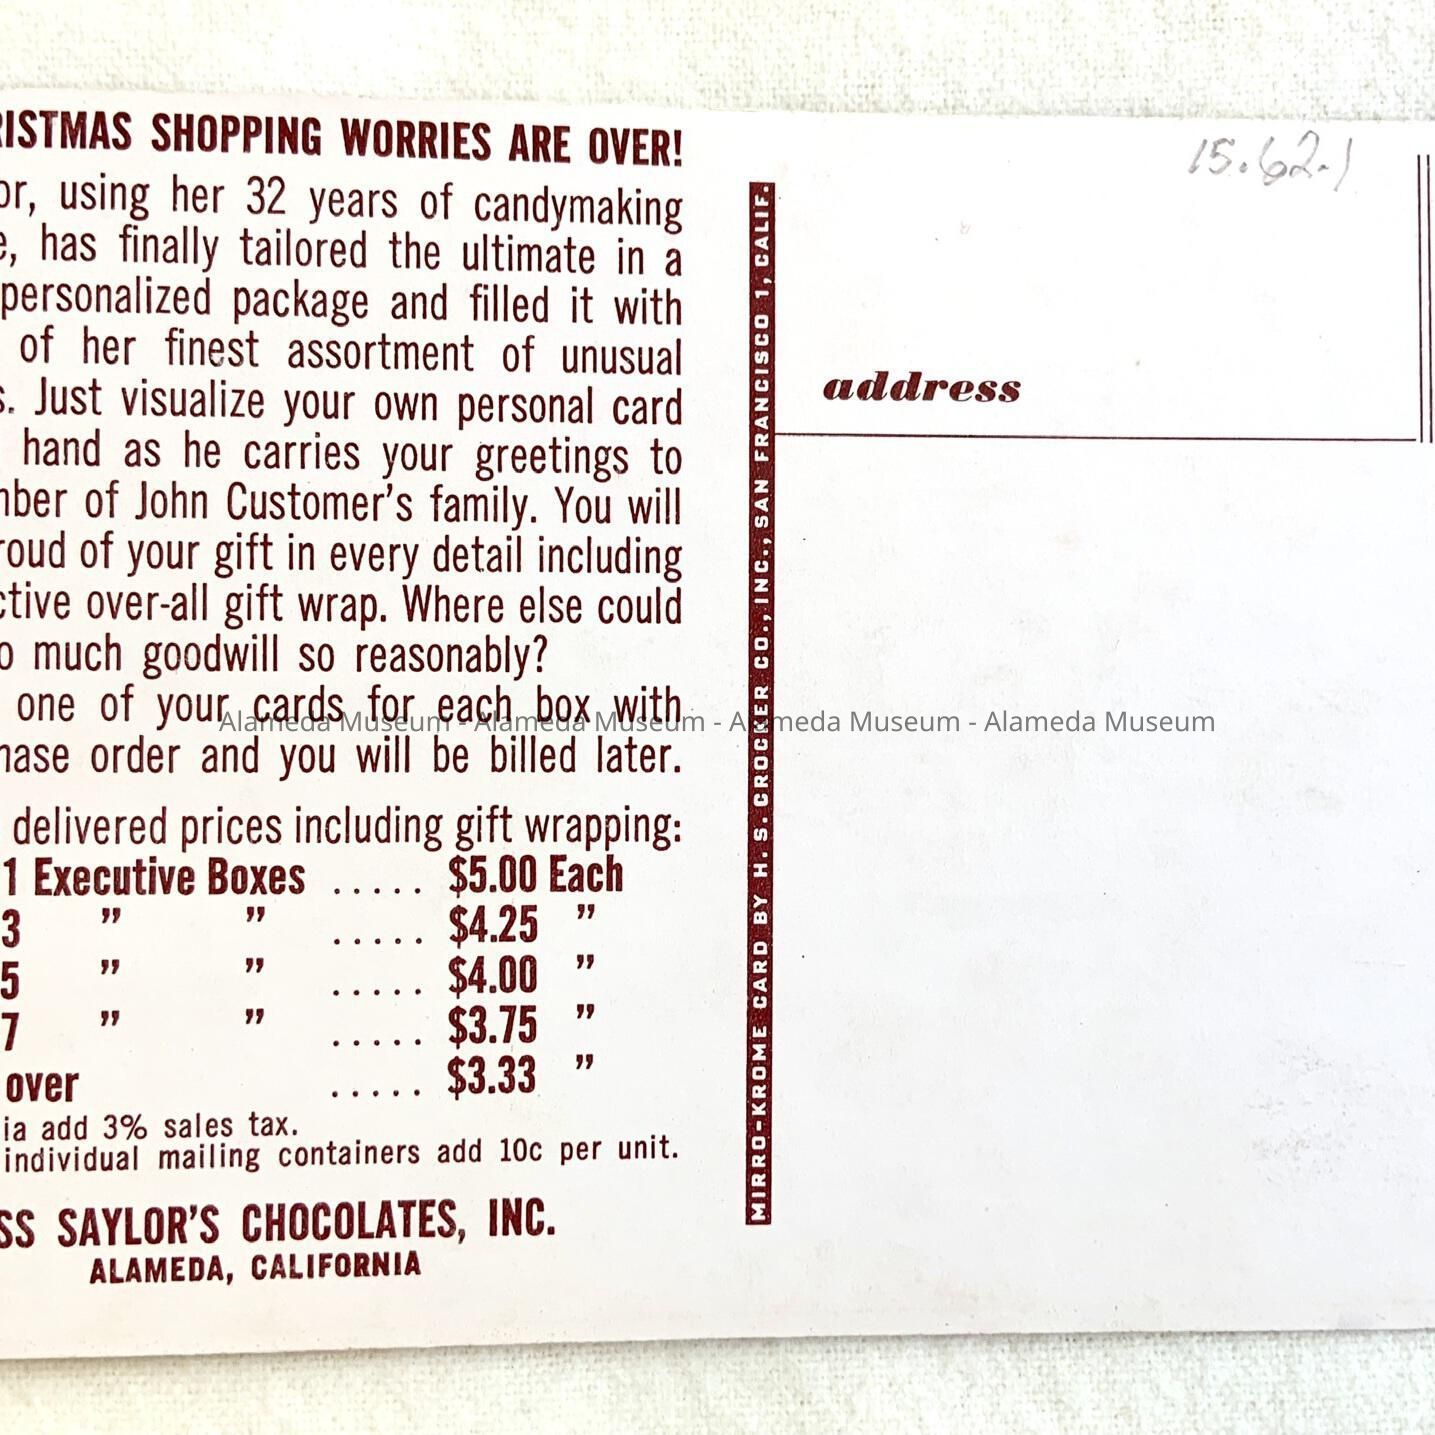 RISTMAS SHOPPING WORRIES ARE OVER!
or, using her 32 years of candymaking
e, has finally tailored the ultimate in a
personalized package and filled it with
of her finest assortment of unusual
s. Just visualize your own personal card
hand as he carries your greetings to
mber of John Customer's family. You will
roud of your gift in every detail including
ctive over-all gift wrap. Where else could
o much goodwill so reasonably?
one of your cards for each box with
hase order and you will be billed later.
delivered prices including gift wrapping:
1 Executive Boxes ..... $5.00 Each
3 " " ..... $4.25 "
5 " " ..... $4.00 "
7 " " ..... $3.75 "
over ..... $3.33 "
ia add 3% sales tax.
individual mailing containers add 10c per unit.
SS SAYLOR'S CHOCOLATES, INC.
ALAMEDA, CALIFORNIA
MIRRO-KROME CARD BY H. S. CROCKER CO., INC., SAN FRANCISCO 1, CALIF.
15.62.1
address
Alameda Museum - Alameda Museum - Alameda Museum - Alameda Museum